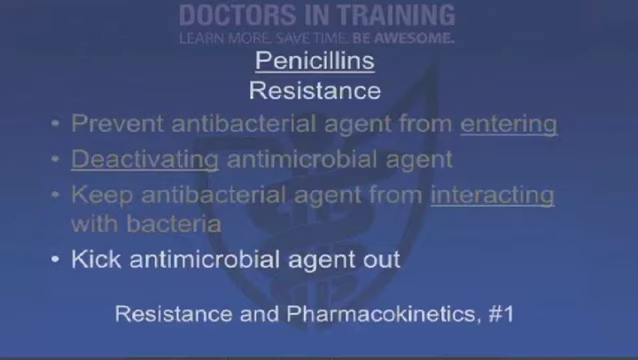 DOCTORS IN TRAINING
LEARN MORE. SAVE TIME. BE AWESOME.
Penicillins
Resistance
• Prevent antibacterial agent from entering
• Deactivating antimicrobial agent
• Keep antibacterial agent from interacting
with bacteria
• Kick antimicrobial agent out
Resistance and Pharmacokinetics, #1